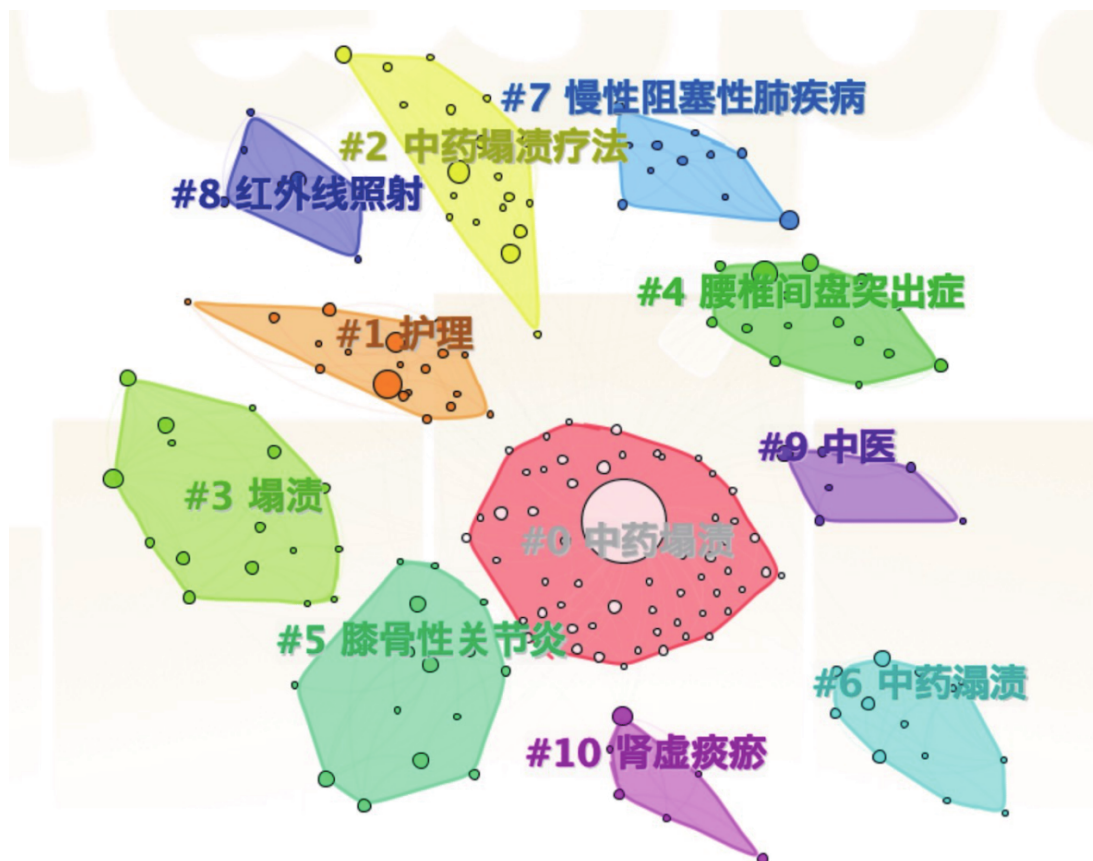 #7 慢性阻塞性肺疾病
#2 中药塌渍疗法
#8 红外线照射
#4 腰椎间盘突出症
#1 护理
#9 中医
#3 塌渍
#0 中药塌渍
#5 膝骨性关节炎
#6 中药溻渍
#10 肾虚痰瘀